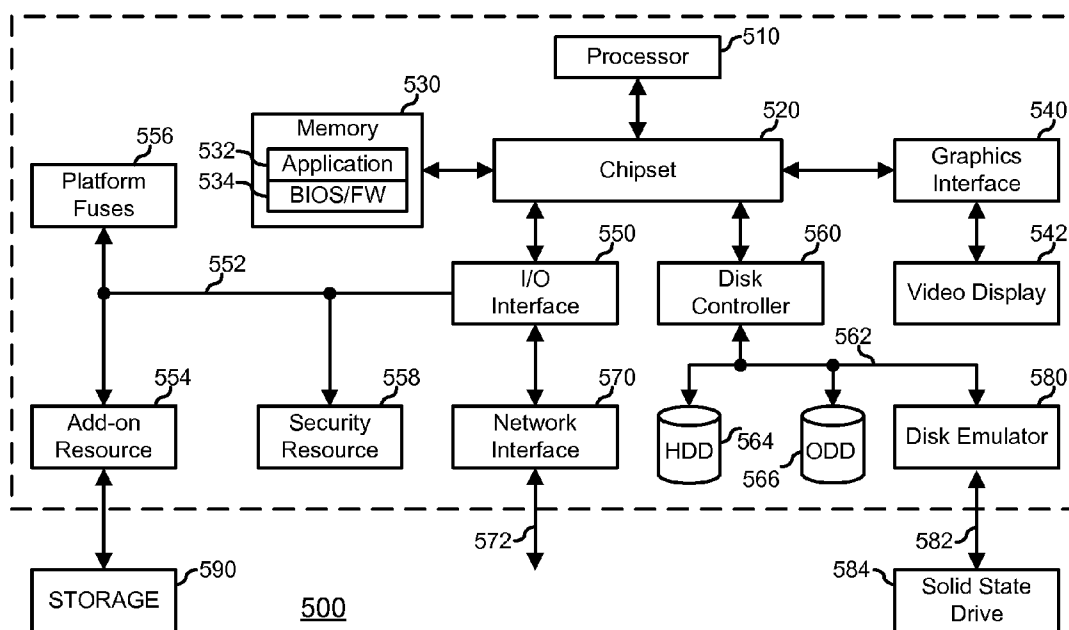 510
Processor
530
520
540
556
Memory
532
Application
534
BIOS/FW
Chipset
Graphics
Interface
Platform
Fuses
550
560
542
552
I/O
Interface
Disk
Controller
Video Display
562
554
558
570
580
Add-on
Resource
Security
Resource
Network
Interface
HDD
564
566
ODD
Disk Emulator
572
582
590
584
STORAGE
500
Solid State
Drive